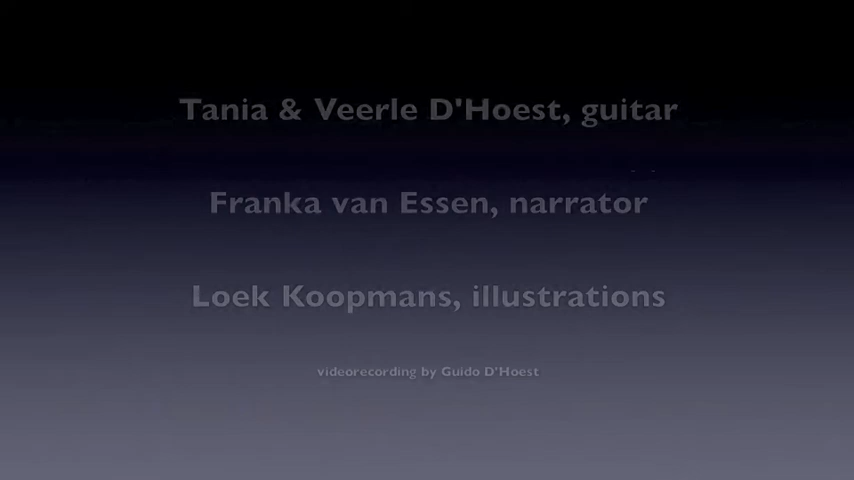 Tania & Veerle D'Hoest, guitar
Franka van Essen, narrator
Loek Koopmans, illustrations
videorecording by Guido D'Hoest